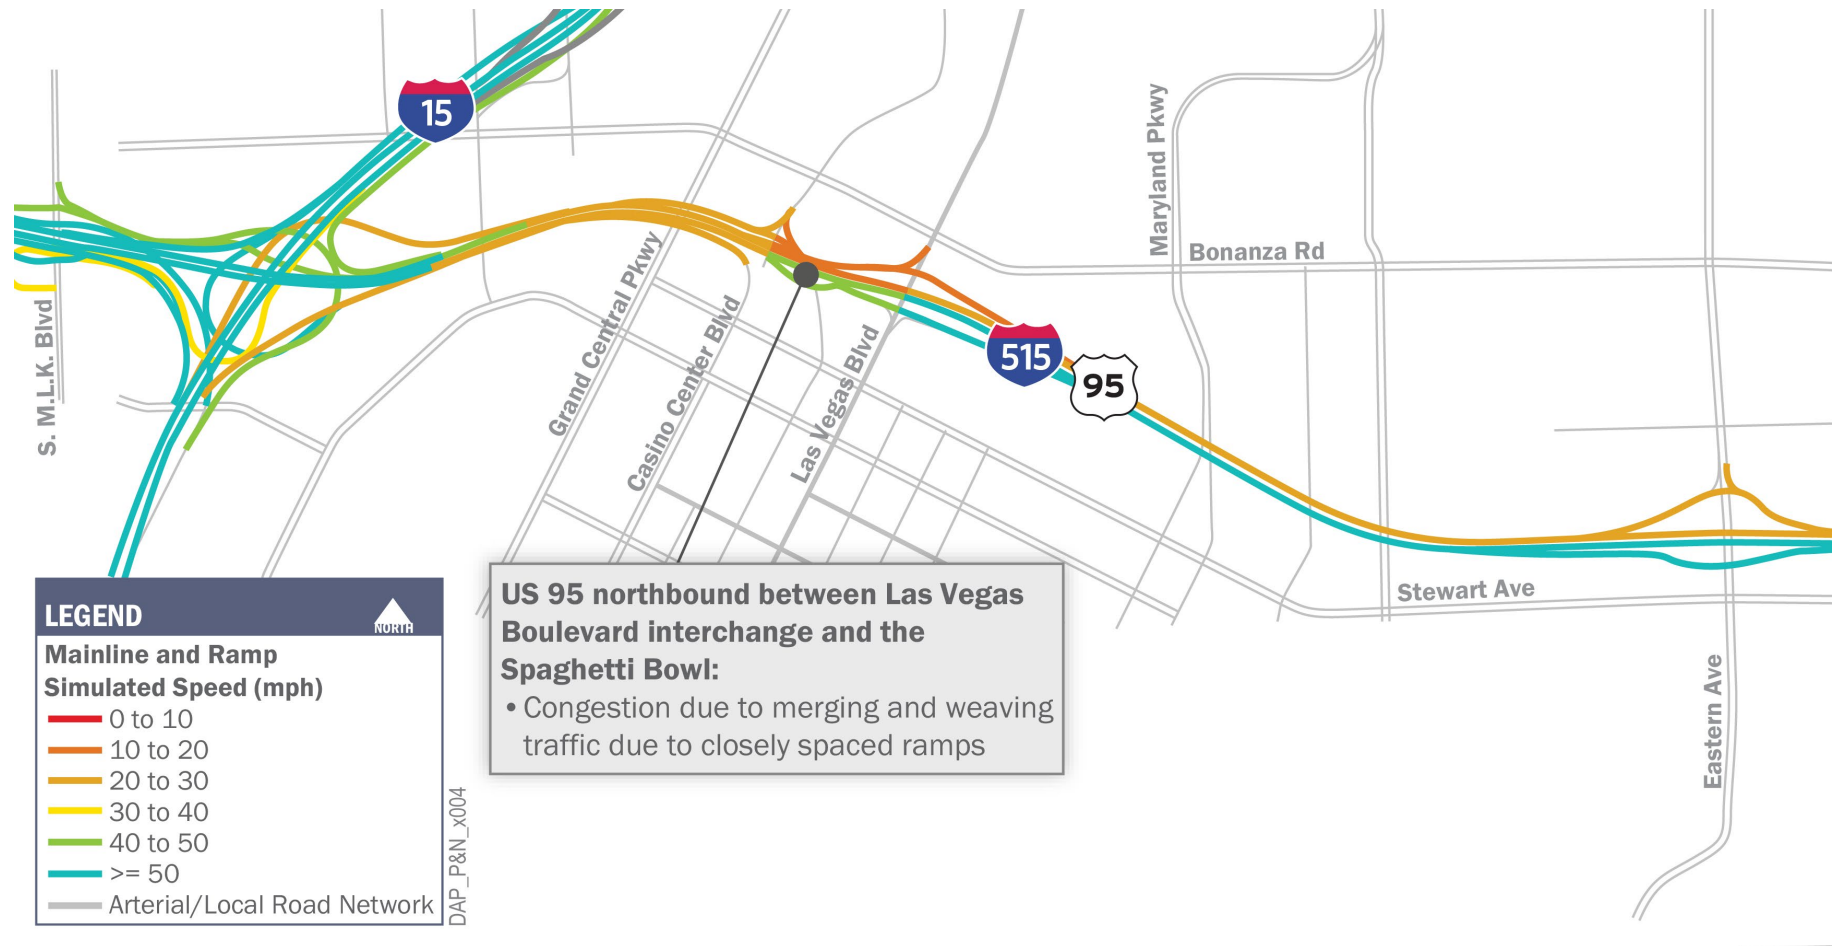 15
Maryland Pkwy
Bonanza Rd
S. M.L.K. Blvd
Grand Central Pkwy
Casino Center Blvd
Las Vegas Blvd
515
95
Stewart Ave
Eastern Ave
US 95 northbound between Las Vegas
Boulevard interchange and the
Spaghetti Bowl:
• Congestion due to merging and weaving
traffic due to closely spaced ramps
LEGEND
NORTH
Mainline and Ramp
Simulated Speed (mph)
0 to 10
10 to 20
20 to 30
30 to 40
40 to 50
>= 50
Arterial/Local Road Network
DAP_P&N_x004